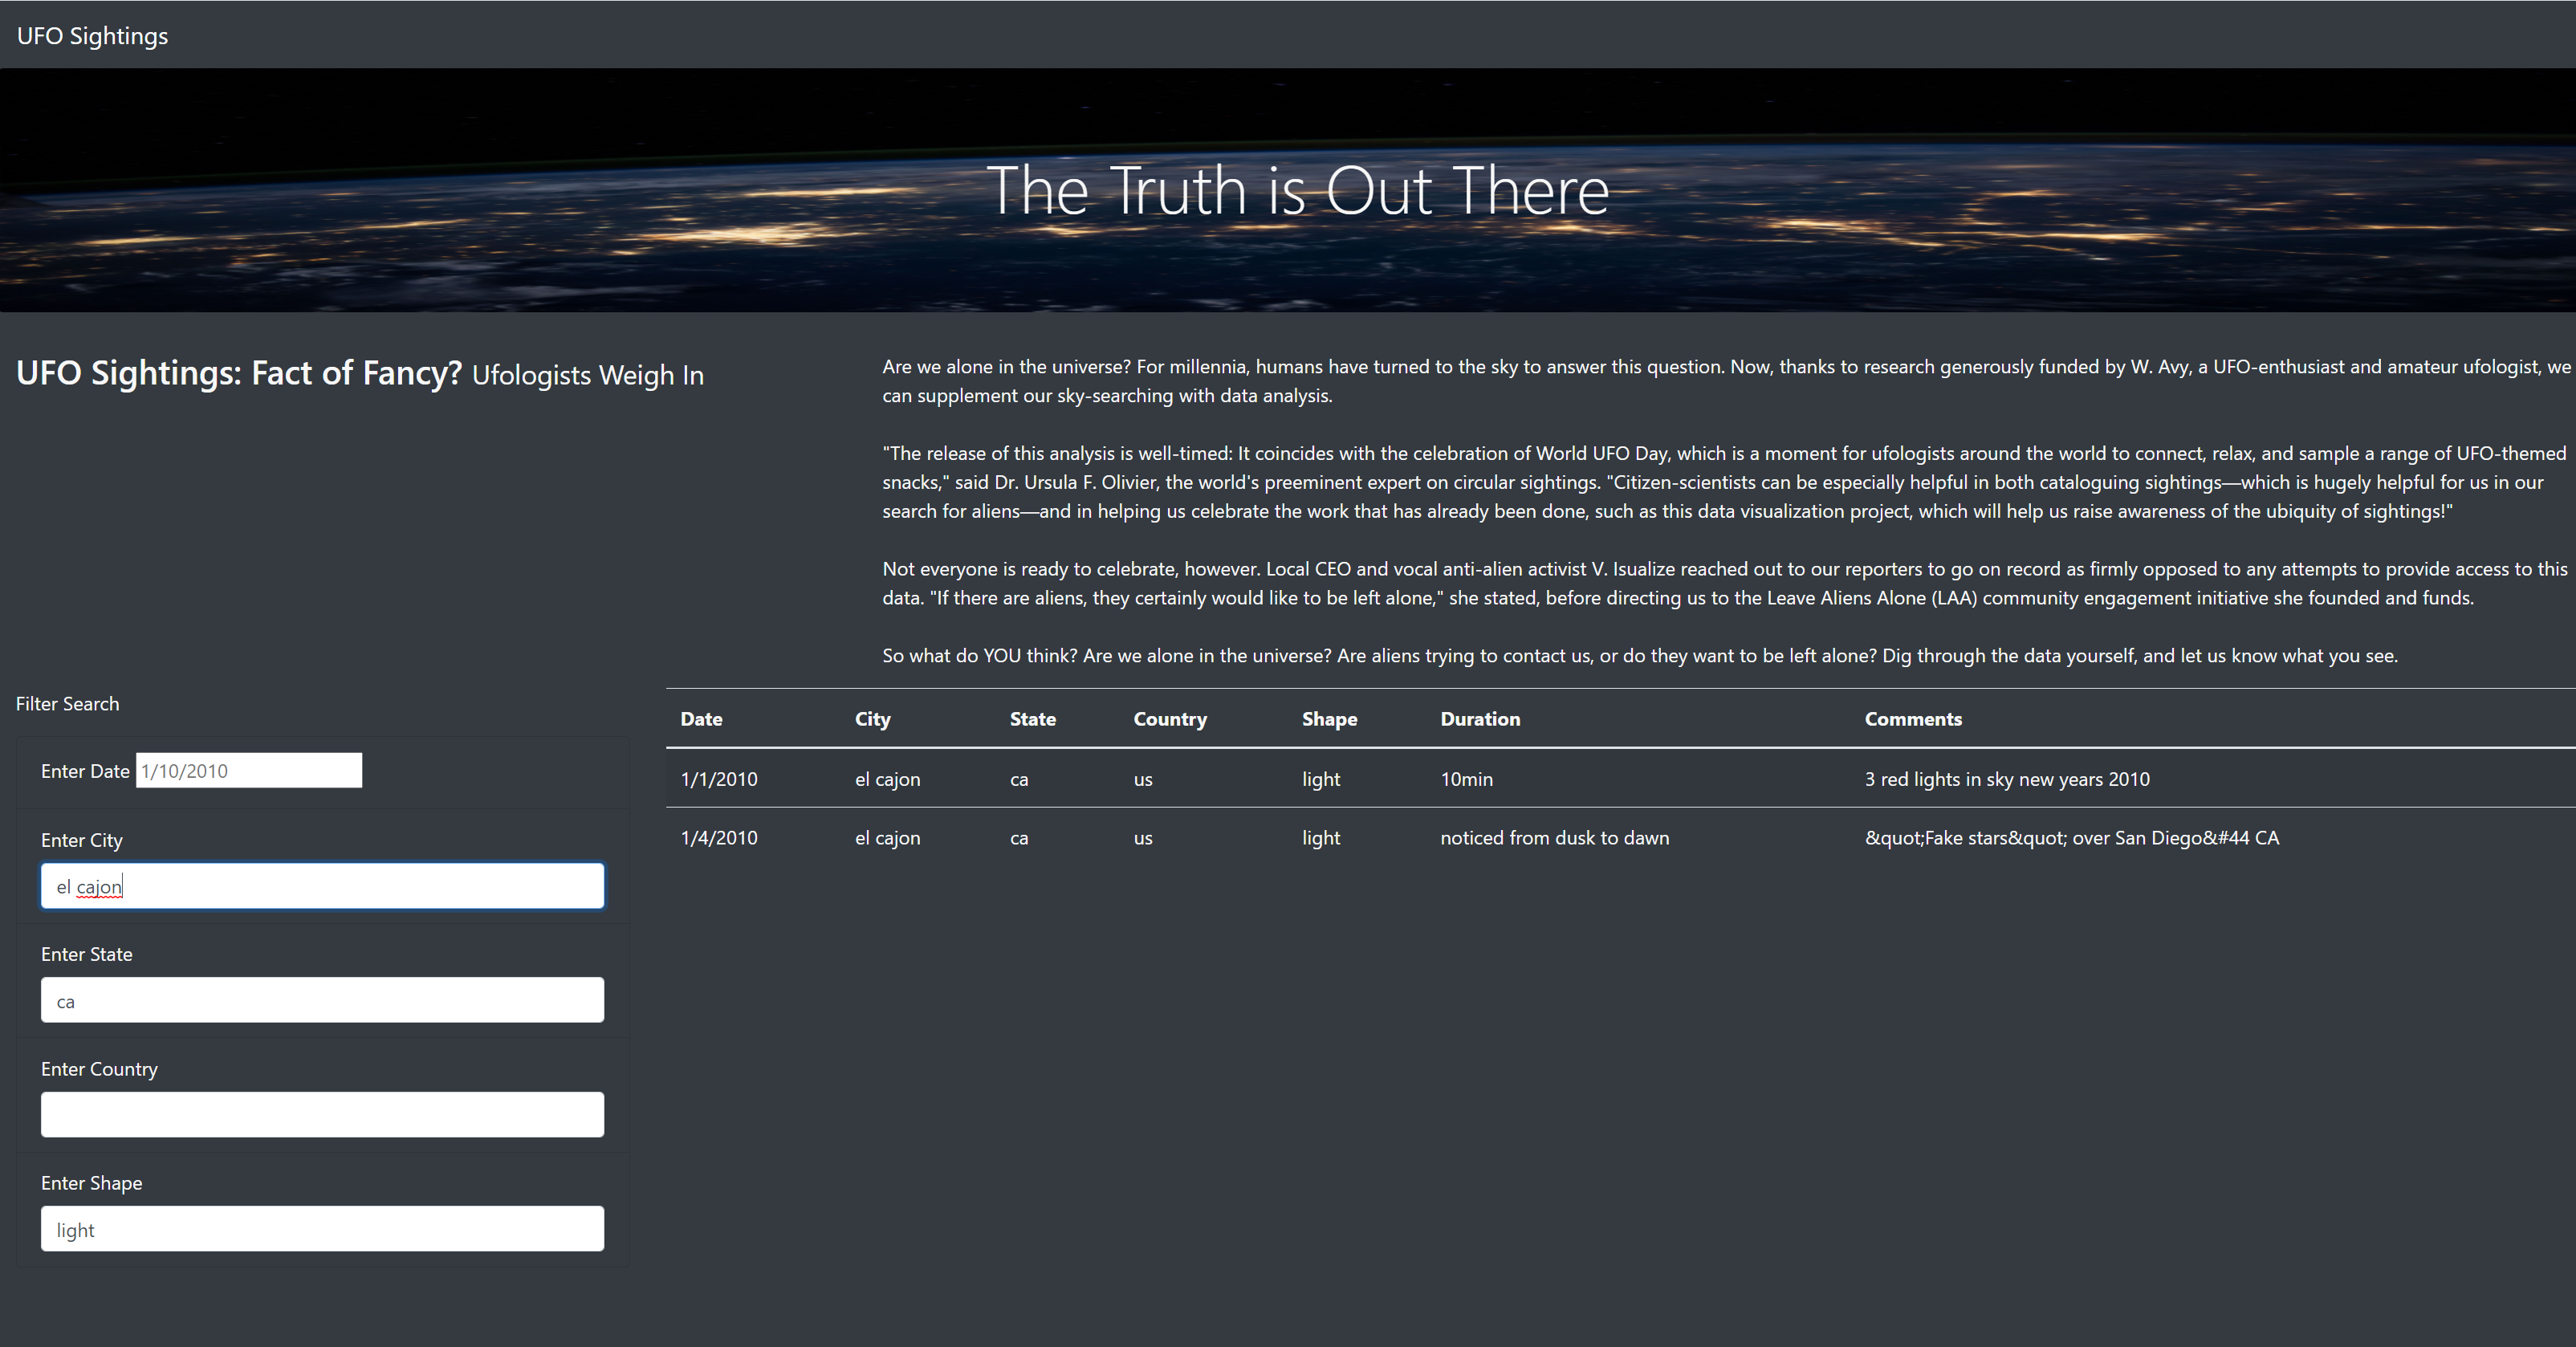 UFO Sightings
The Truth is Out There
UFO Sightings: Fact of Fancy? Ufologists Weigh In
Are we alone in the universe? For millennia, humans have turned to the sky to answer this question. Now, thanks to research generously funded by W. Avy, a UFO-enthusiast and amateur ufologist, we
can supplement our sky-searching with data analysis.
"The release of this analysis is well-timed: It coincides with the celebration of World UFO Day, which is a moment for ufologists around the world to connect, relax, and sample a range of UFO-themed
snacks," said Dr. Ursula F. Olivier, the world's preeminent expert on circular sightings. "Citizen-scientists can be especially helpful in both cataloguing sightings—which is hugely helpful for us in our
search for aliens—and in helping us celebrate the work that has already been done, such as this data visualization project, which will help us raise awareness of the ubiquity of sightings!"
Not everyone is ready to celebrate, however. Local CEO and vocal anti-alien activist V. Isualize reached out to our reporters to go on record as firmly opposed to any attempts to provide access to this
data. "If there are aliens, they certainly would like to be left alone," she stated, before directing us to the Leave Aliens Alone (LAA) community engagement initiative she founded and funds.
So what do YOU think? Are we alone in the universe? Are aliens trying to contact us, or do they want to be left alone? Dig through the data yourself, and let us know what you see.
Filter Search
Enter Date 1/10/2010
Enter City
el cajon
Enter State
ca
Enter Country
Enter Shape
light
Date City State Country Shape Duration Comments
1/1/2010 el cajon ca us light 10min 3 red lights in sky new years 2010
1/4/2010 el cajon ca us light noticed from dusk to dawn &quot;Fake stars&quot; over San Diego&#44 CA